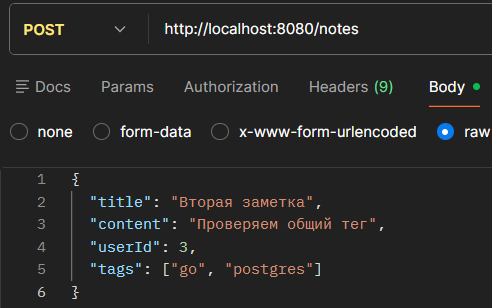 POST http://localhost:8080/notes
Docs Params Authorization Headers (9) Body
none form-data x-www-form-urlencoded raw
1 {
2 "title": "Вторая заметка",
3 "content": "Проверяем общий тег",
4 "userId": 3,
5 "tags": ["go", "postgres"]
6 }